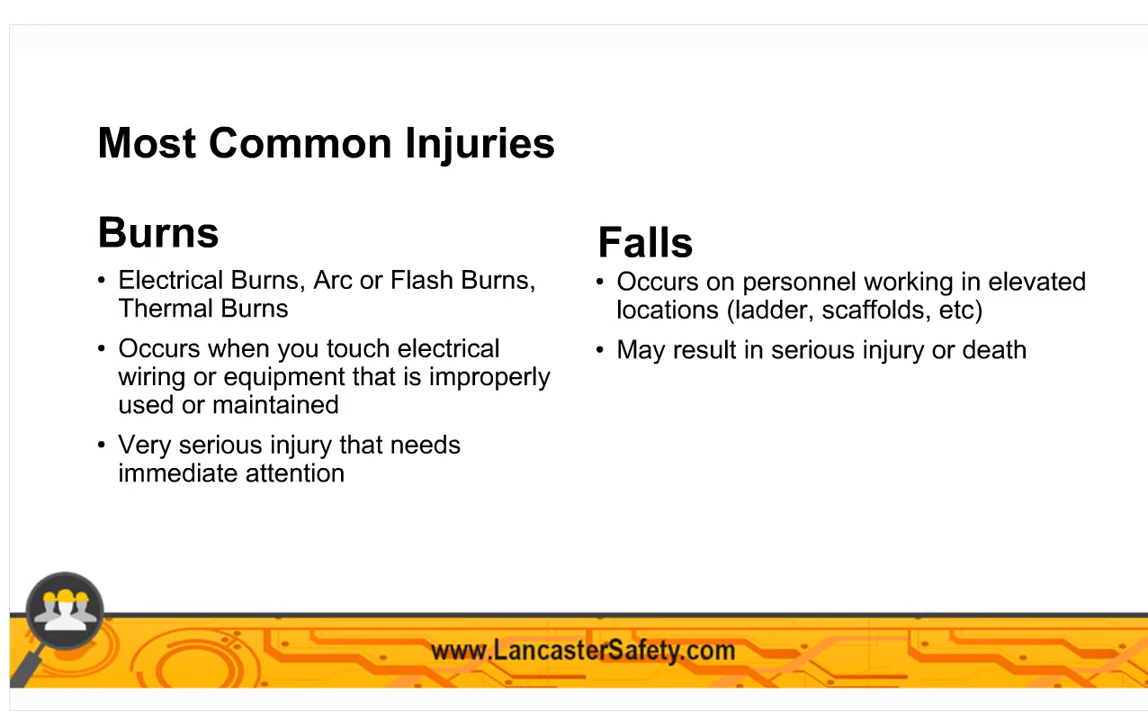 Most Common Injuries
Burns
• Electrical Burns, Arc or Flash Burns,
Thermal Burns
• Occurs when you touch electrical
wiring or equipment that is improperly
used or maintained
• Very serious injury that needs
immediate attention
Falls
• Occurs on personnel working in elevated
locations (ladder, scaffolds, etc)
• May result in serious injury or death
www.LancasterSafety.com